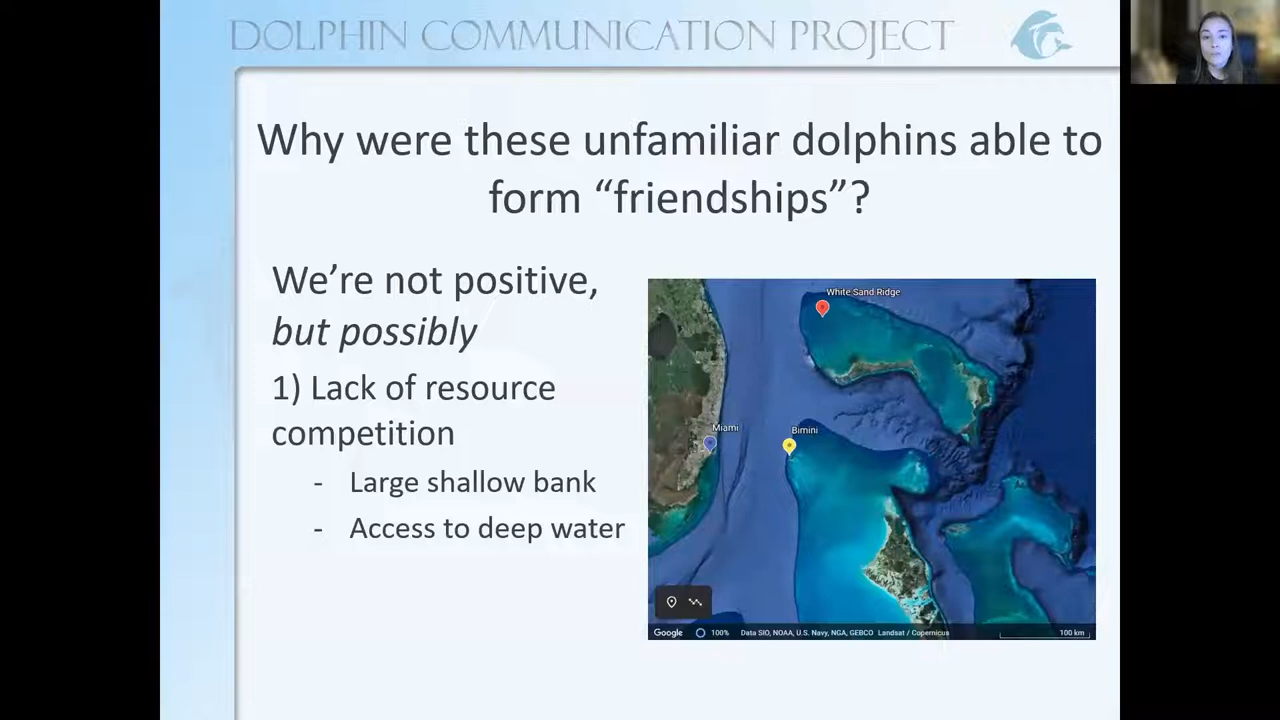 DOLPHIN COMMUNICATION PROJECT
Why were these unfamiliar dolphins able to
form “friendships”?
We’re not positive,
but possibly
1) Lack of resource
competition
- Large shallow bank
- Access to deep water
White Sand Ridge
Miami
Bimini
Google
100%
Data SIO, NOAA, U.S. Navy, NGA, GEBCO Landsat / Copernicus
100 km